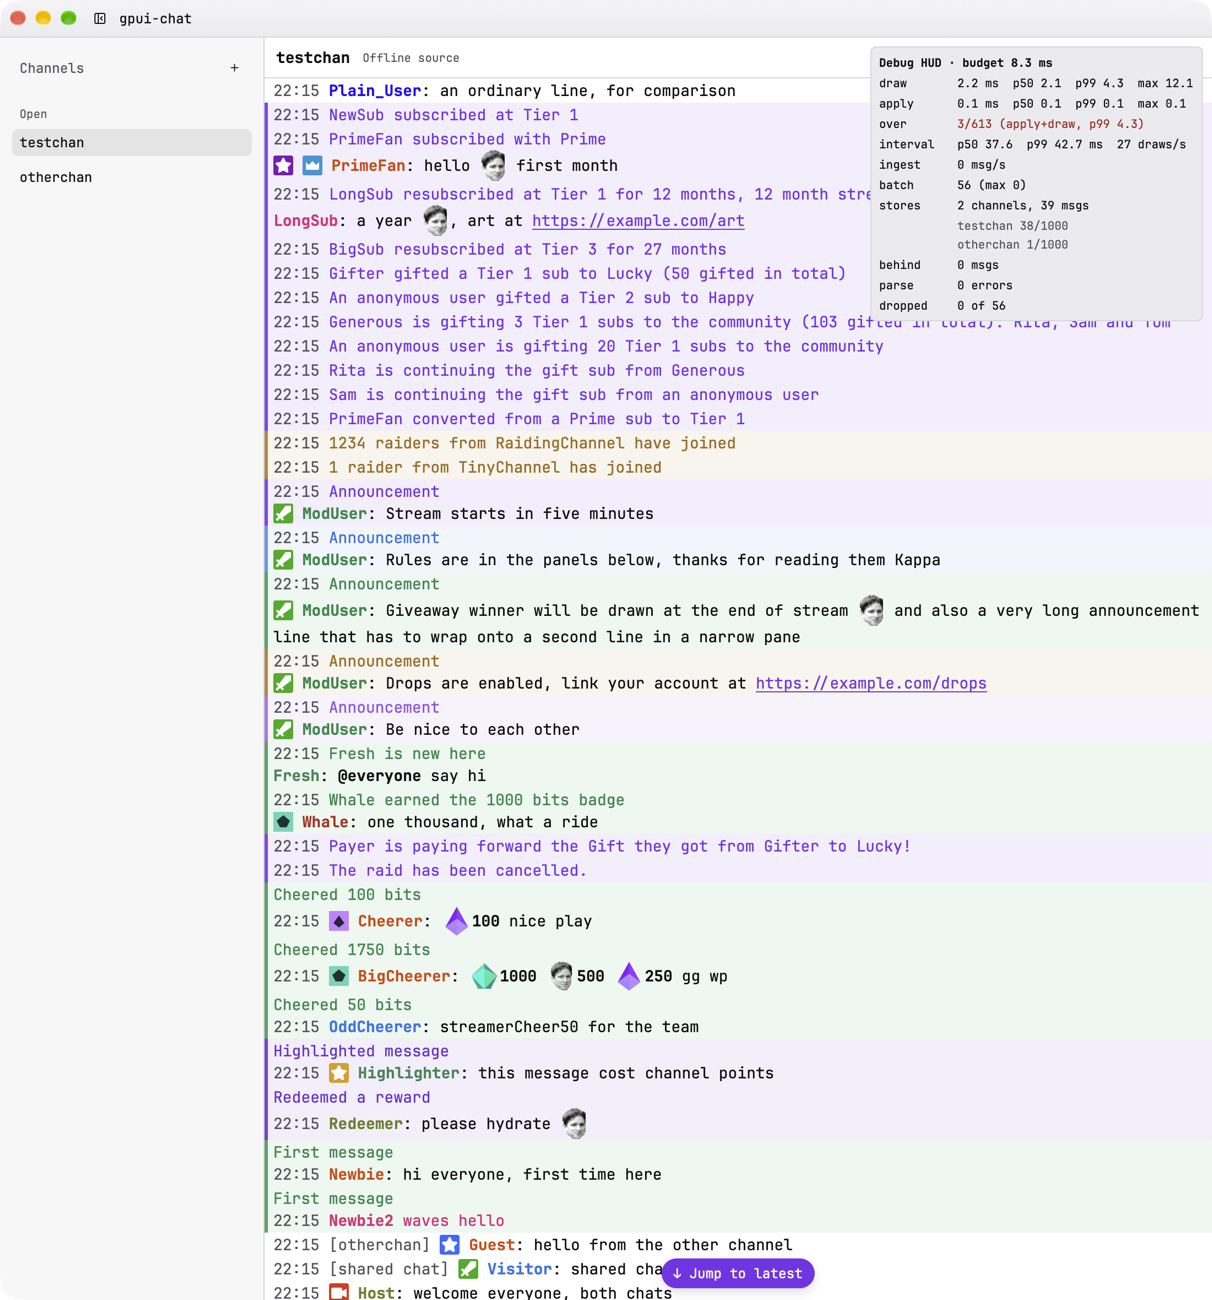 gpui-chat
Channels +
Open
testchan
otherchan
testchan Offline source
Debug HUD · budget 8.3 ms
draw 2.2 ms p50 2.1 p99 4.3 max 12.1
apply 0.1 ms p50 0.1 p99 0.1 max 0.1
over 3/613 (apply+draw, p99 4.3)
interval p50 37.6 p99 42.7 ms 27 draws/s
ingest 0 msg/s
batch 56 (max 0)
stores 2 channels, 39 msgs
testchan 38/1000
otherchan 1/1000
behind 0 msgs
parse 0 errors
dropped 0 of 56
22:15 Plain_User: an ordinary line, for comparison
22:15 NewSub subscribed at Tier 1
22:15 PrimeFan subscribed with Prime
PrimeFan: hello first month
22:15 LongSub resubscribed at Tier 1 for 12 months, 12 month stre
LongSub: a year , art at https://example.com/art
22:15 BigSub resubscribed at Tier 3 for 27 months
22:15 Gifter gifted a Tier 1 sub to Lucky (50 gifted in total)
22:15 An anonymous user gifted a Tier 2 sub to Happy
22:15 Generous is gifting 3 Tier 1 subs to the community (103 gifted in total): Rita, Sam and Tom
22:15 An anonymous user is gifting 20 Tier 1 subs to the community
22:15 Rita is continuing the gift sub from Generous
22:15 Sam is continuing the gift sub from an anonymous user
22:15 PrimeFan converted from a Prime sub to Tier 1
22:15 1234 raiders from RaidingChannel have joined
22:15 1 raider from TinyChannel has joined
22:15 Announcement
ModUser: Stream starts in five minutes
22:15 Announcement
ModUser: Rules are in the panels below, thanks for reading them Kappa
22:15 Announcement
ModUser: Giveaway winner will be drawn at the end of stream and also a very long announcement
line that has to wrap onto a second line in a narrow pane
22:15 Announcement
ModUser: Drops are enabled, link your account at https://example.com/drops
22:15 Announcement
ModUser: Be nice to each other
22:15 Fresh is new here
Fresh: @everyone say hi
22:15 Whale earned the 1000 bits badge
Whale: one thousand, what a ride
22:15 Payer is paying forward the Gift they got from Gifter to Lucky!
22:15 The raid has been cancelled.
Cheered 100 bits
22:15 Cheerer: 100 nice play
Cheered 1750 bits
22:15 BigCheerer: 1000 500 250 gg wp
Cheered 50 bits
22:15 OddCheerer: streamerCheer50 for the team
Highlighted message
22:15 Highlighter: this message cost channel points
Redeemed a reward
22:15 Redeemer: please hydrate
First message
22:15 Newbie: hi everyone, first time here
First message
22:15 Newbie2 waves hello
22:15 [otherchan] Guest: hello from the other channel
22:15 [shared chat] Visitor: shared cha
↓ Jump to latest
22:15 Host: welcome everyone, both chats